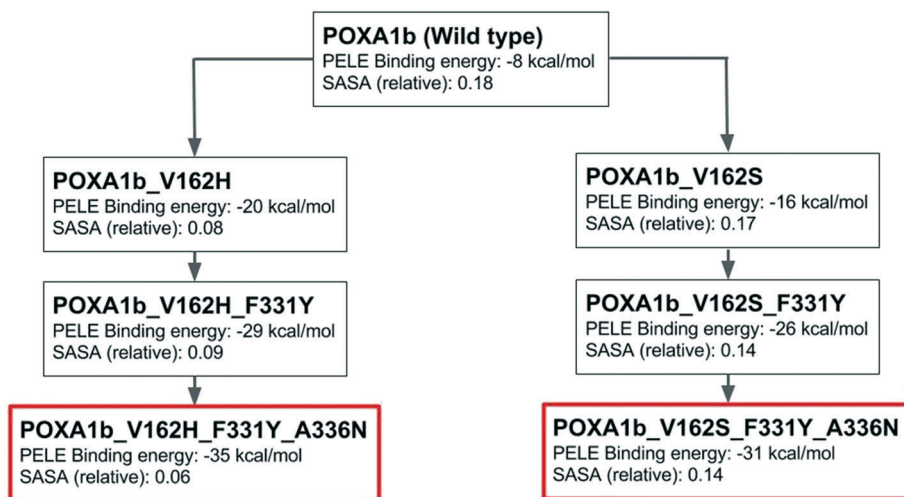 POXA1b (Wild type)
PELE Binding energy: -8 kcal/mol
SASA (relative): 0.18
POXA1b_V162H
PELE Binding energy: -20 kcal/mol
SASA (relative): 0.08
POXA1b_V162H_F331Y
PELE Binding energy: -29 kcal/mol
SASA (relative): 0.09
POXA1b_V162H_F331Y_A336N
PELE Binding energy: -35 kcal/mol
SASA (relative): 0.06
POXA1b_V162S
PELE Binding energy: -16 kcal/mol
SASA (relative): 0.17
POXA1b_V162S_F331Y
PELE Binding energy: -26 kcal/mol
SASA (relative): 0.14
POXA1b_V162S_F331Y_A336N
PELE Binding energy: -31 kcal/mol
SASA (relative): 0.14